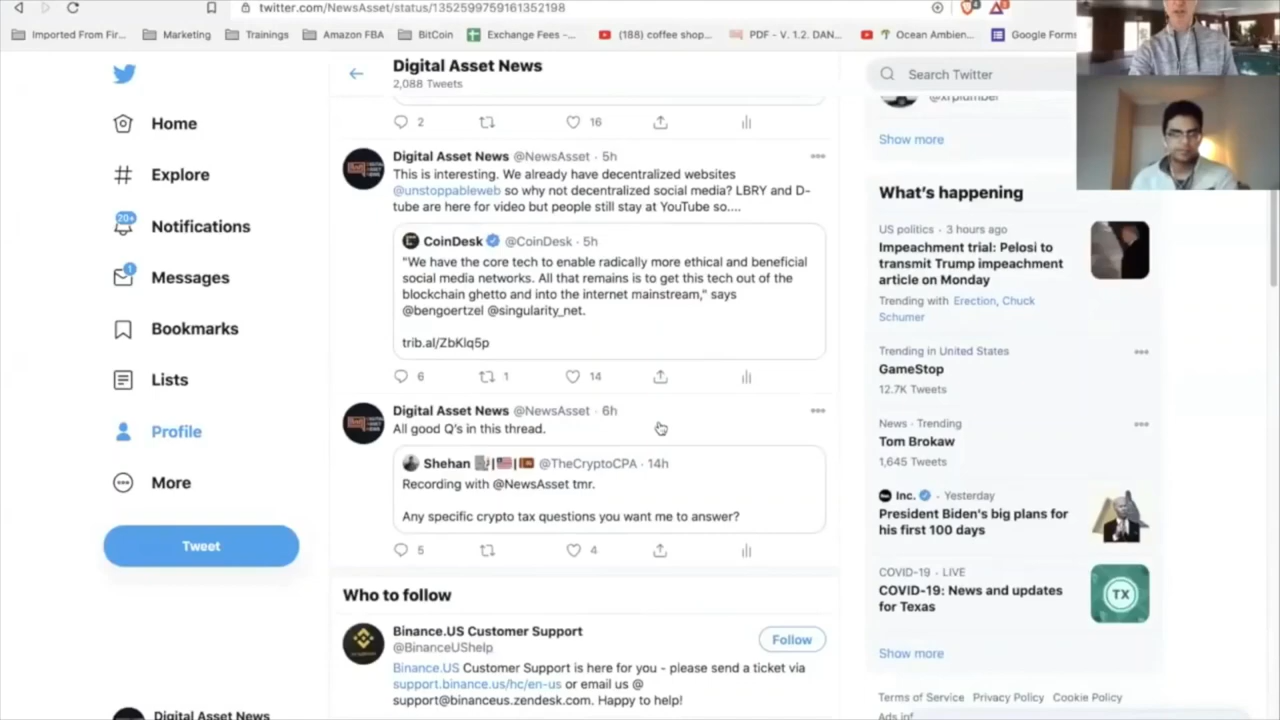 twitter.com/NewsAsset/status/1352599759161352198
Imported From Fir...
Marketing
Trainings
Amazon FBA
BitCoin
Exchange Fees -...
(188) coffee shop...
PDF - V. 1.2. DAN...
Ocean Ambien...
Google Forms
Home
Explore
20+
Notifications
1
Messages
Bookmarks
Lists
Profile
More
Tweet
Digital Asset News
Digital Asset News
2,088 Tweets
2
16
Digital Asset News @NewsAsset · 5h
This is interesting. We already have decentralized websites
@unstoppableweb so why not decentralized social media? LBRY and D-
tube are here for video but people still stay at YouTube so....
CoinDesk @CoinDesk · 5h
"We have the core tech to enable radically more ethical and beneficial
social media networks. All that remains is to get this tech out of the
blockchain ghetto and into the internet mainstream," says
@bengoertzel @singularity_net.
trib.al/ZbKlq5p
6
1
14
Digital Asset News @NewsAsset · 6h
All good Q's in this thread.
Shehan @TheCryptoCPA · 14h
Recording with @NewsAsset tmr.
Any specific crypto tax questions you want me to answer?
5
4
Who to follow
Binance.US Customer Support
@BinanceUShelp
Follow
Binance.US Customer Support is here for you - please send a ticket via
support.binance.us/hc/en-us or email us @
support@binanceus.zendesk.com. Happy to help!
Search Twitter
@xrplumber
Show more
What's happening
US politics · 3 hours ago
Impeachment trial: Pelosi to
transmit Trump impeachment
article on Monday
Trending with Erection, Chuck
Schumer
Trending in United States
GameStop
12.7K Tweets
News · Trending
Tom Brokaw
1,645 Tweets
Inc. · Yesterday
President Biden's big plans for
his first 100 days
COVID-19 · LIVE
COVID-19: News and updates
for Texas
TX
Show more
Terms of Service Privacy Policy Cookie Policy
Ads inf